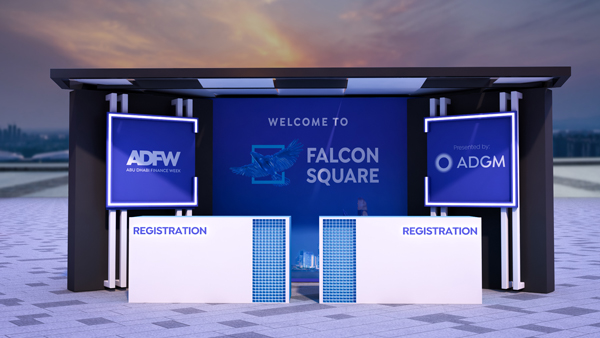 WELCOME TO
FALCON
SQUARE
ADFW
ABU DHABI FINANCE WEEK
Presented by:
ADGM
REGISTRATION
REGISTRATION